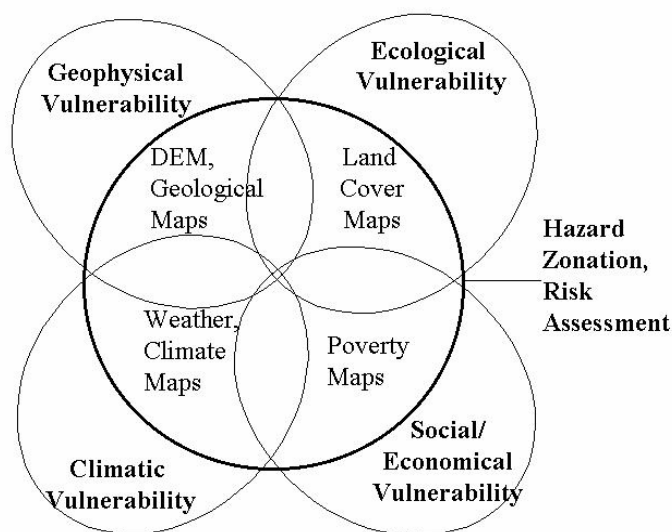 Geophysical
Vulnerability
Ecological
Vulnerability
DEM,
Geological
Maps
Land
Cover
Maps
Hazard
Zonation,
Risk
Assessment
Weather,
Climate
Maps
Poverty
Maps
Climatic
Vulnerability
Social/
Economical
Vulnerability